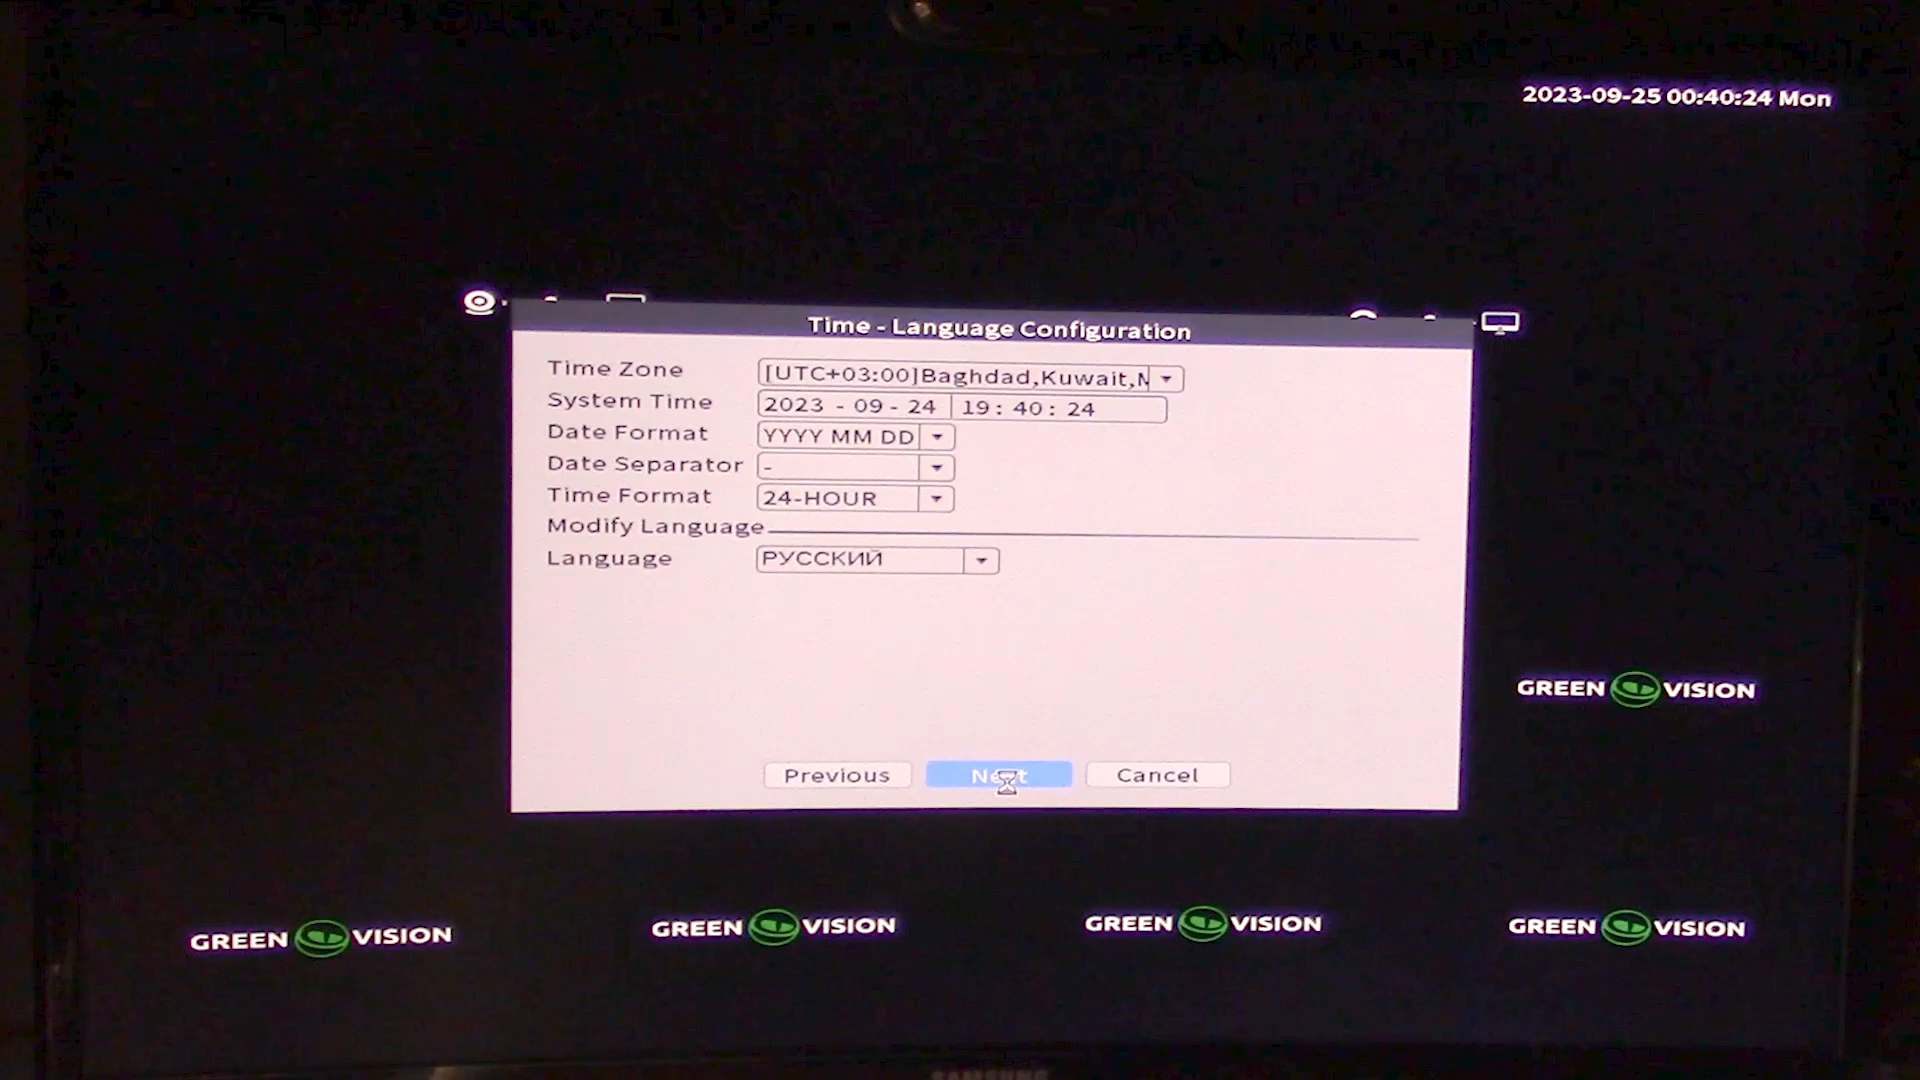 2023-09-25 00:40:24 Mon
Time - Language Configuration
Time Zone [UTC+03:00]Baghdad,Kuwait,M
System Time 2023 - 09 - 24 19 : 40 : 24
Date Format YYYY MM DD
Date Separator -
Time Format 24-HOUR
Modify Language
Language РУССКИЙ
GREEN VISION
Previous Next Cancel
GREEN VISION GREEN VISION GREEN VISION GREEN VISION
SAMSUNG